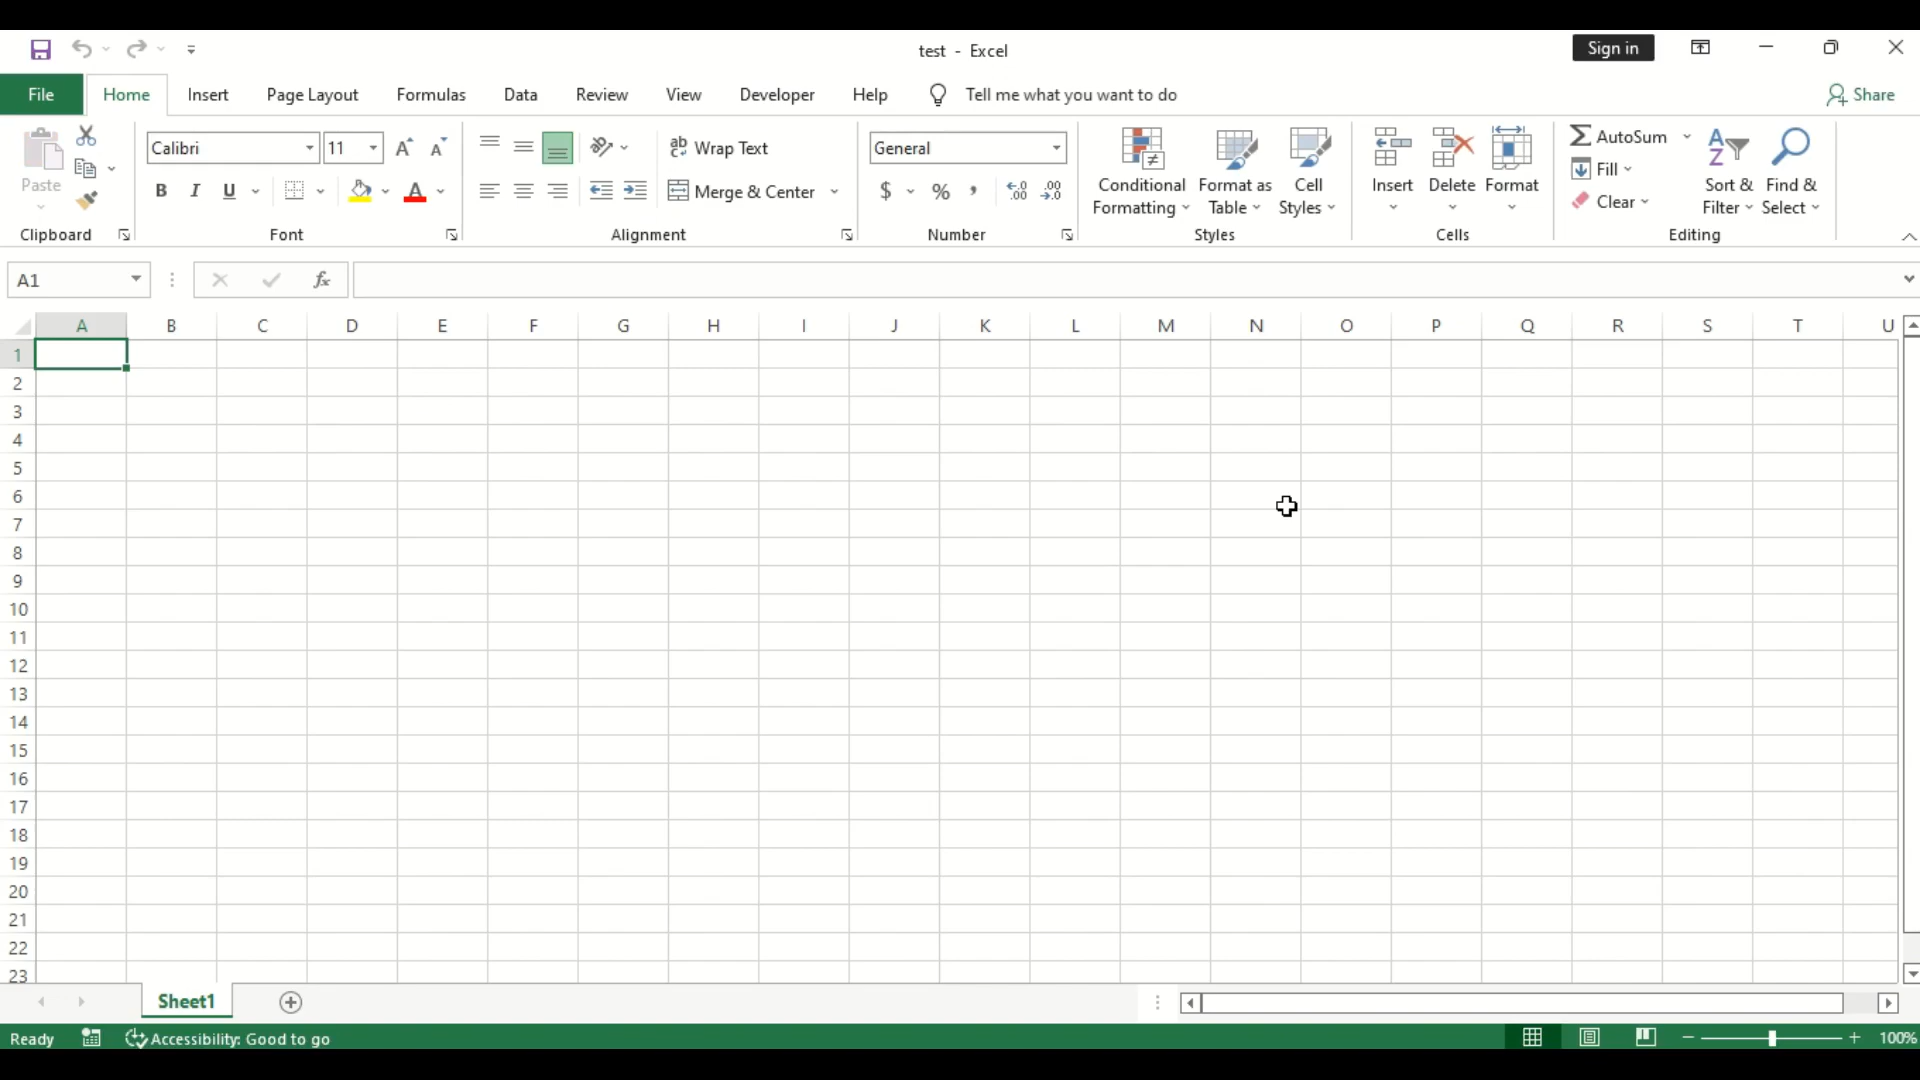 test - Excel
Sign in
File Home Insert Page Layout Formulas Data Review View Developer Help Tell me what you want to do Share
Paste
Clipboard
Calibri 11
B I U A
Font
ab Wrap Text
Merge & Center
Alignment
General
$ % , .00 .00
Number
Conditional Formatting
Format as Table
Cell Styles
Styles
Insert Delete Format
Cells
AutoSum
Fill
Clear
Sort & Filter
Find & Select
Editing
A1 fx
A B C D E F G H I J K L M N O P Q R S T U
1
2
3
4
5
6
7
8
9
10
11
12
13
14
15
16
17
18
19
20
21
22
23
Sheet1
Ready Accessibility: Good to go 100%